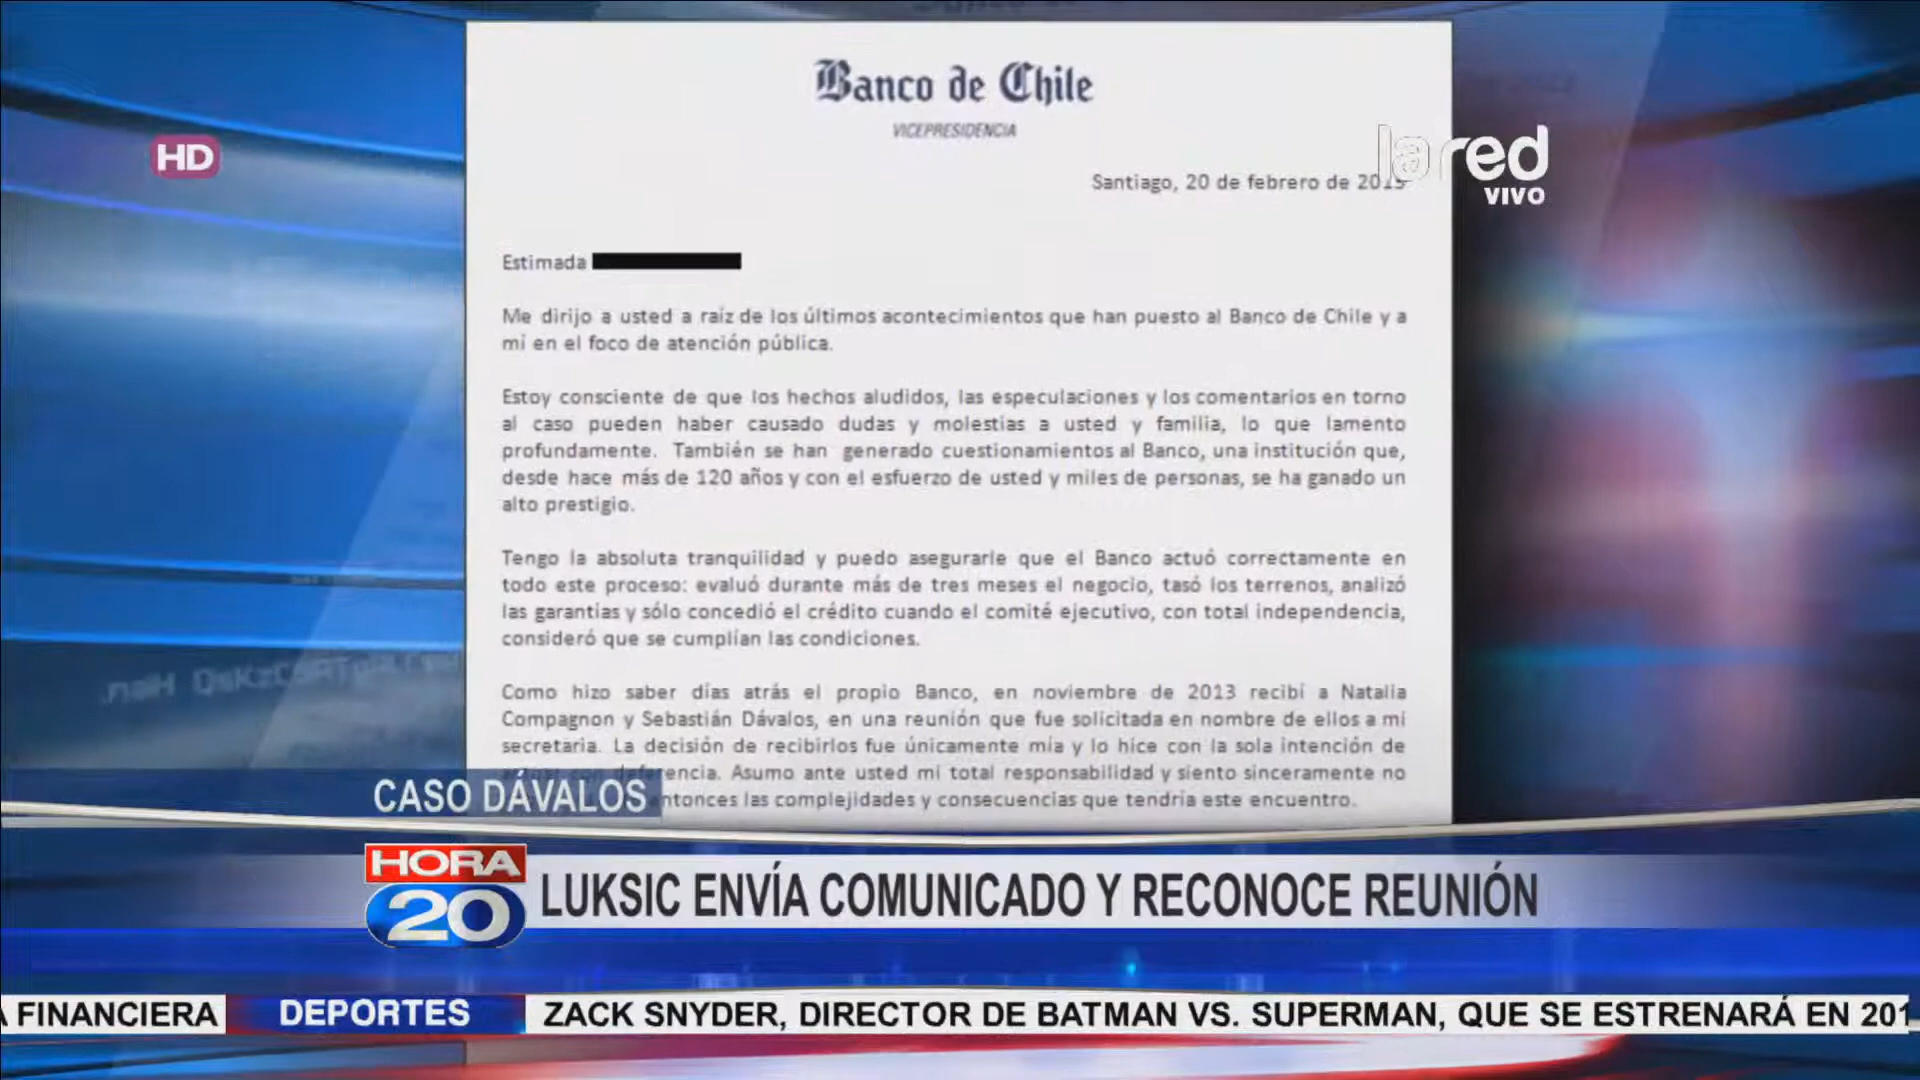 Banco de Chile
VICEPRESIDENCIA
HD
la red
VIVO
Santiago, 20 de febrero de 2015
Estimada
Me dirijo a usted a raíz de los últimos acontecimientos que han puesto al Banco de Chile y a
mí en el foco de atención pública.
Estoy consciente de que los hechos aludidos, las especulaciones y los comentarios en torno
al caso pueden haber causado dudas y molestias a usted y familia, lo que lamento
profundamente. También se han generado cuestionamientos al Banco, una institución que,
desde hace más de 120 años y con el esfuerzo de usted y miles de personas, se ha ganado un
alto prestigio.
Tengo la absoluta tranquilidad y puedo asegurarle que el Banco actuó correctamente en
todo este proceso: evaluó durante más de tres meses el negocio, tasó los terrenos, analizó
las garantías y sólo concedió el crédito cuando el comité ejecutivo, con total independencia,
consideró que se cumplían las condiciones.
Como hizo saber días atrás el propio Banco, en noviembre de 2013 recibí a Natalia
Compagnon y Sebastián Dávalos, en una reunión que fue solicitada en nombre de ellos a mi
secretaria. La decisión de recibirlos fue únicamente mía y lo hice con la sola intención de
actuar con deferencia. Asumo ante usted mi total responsabilidad y siento sinceramente no
entonces las complejidades y consecuencias que tendría este encuentro.
CASO DÁVALOS
HORA
20
LUKSIC ENVÍA COMUNICADO Y RECONOCE REUNIÓN
A FINANCIERA
DEPORTES
ZACK SNYDER, DIRECTOR DE BATMAN VS. SUPERMAN, QUE SE ESTRENARÁ EN 201